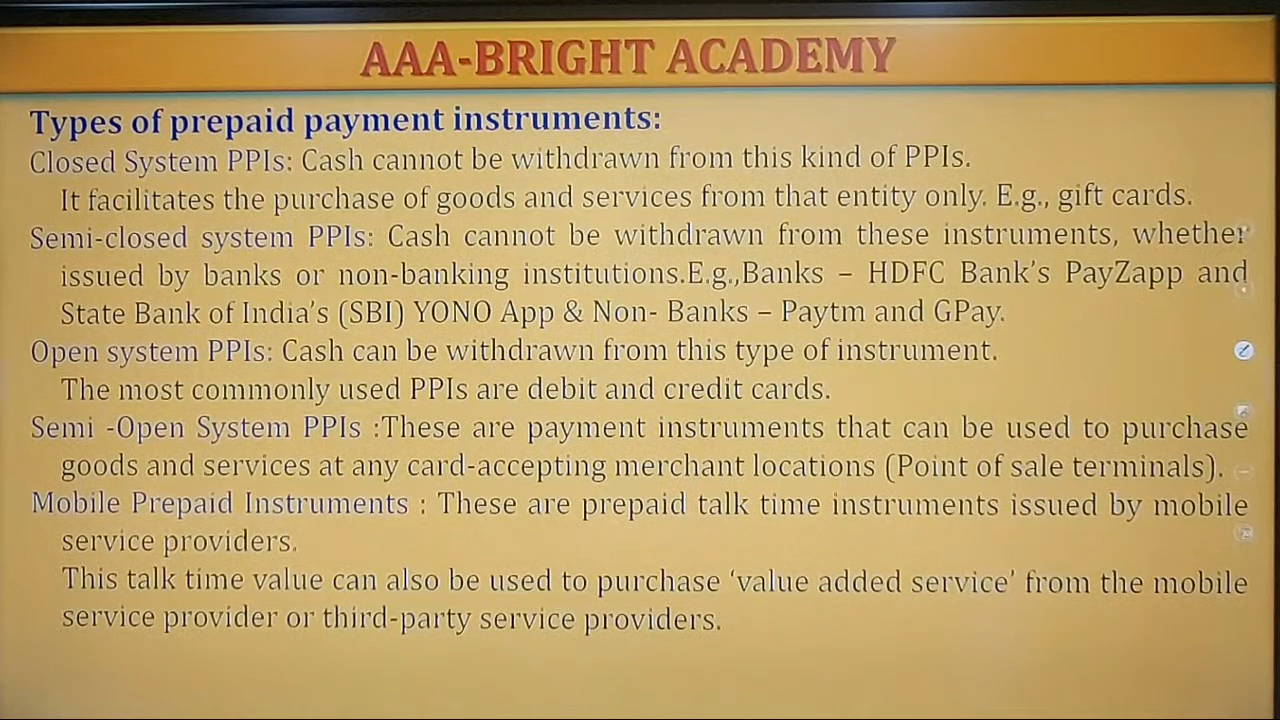 AAA-BRIGHT ACADEMY
Types of prepaid payment instruments:
Closed System PPIs: Cash cannot be withdrawn from this kind of PPIs.
It facilitates the purchase of goods and services from that entity only. E.g., gift cards.
Semi-closed system PPIs: Cash cannot be withdrawn from these instruments, whether
issued by banks or non-banking institutions.E.g.,Banks – HDFC Bank's PayZapp and
State Bank of India's (SBI) YONO App & Non- Banks – Paytm and GPay.
Open system PPIs: Cash can be withdrawn from this type of instrument.
The most commonly used PPIs are debit and credit cards.
Semi -Open System PPIs :These are payment instruments that can be used to purchase
goods and services at any card-accepting merchant locations (Point of sale terminals).
Mobile Prepaid Instruments : These are prepaid talk time instruments issued by mobile
service providers.
This talk time value can also be used to purchase 'value added service' from the mobile
service provider or third-party service providers.